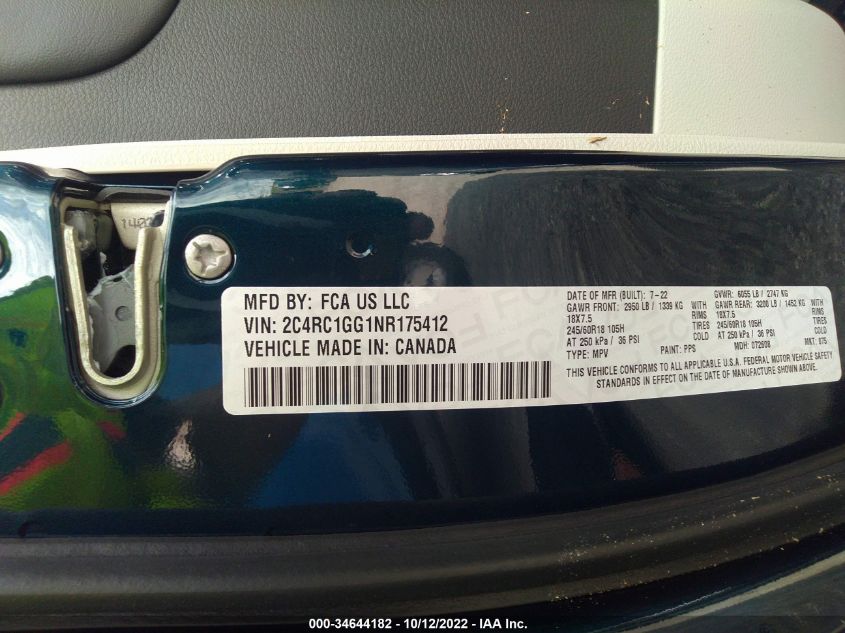 MFD BY: FCA US LLC
VIN: 2C4RC1GG1NR175412
VEHICLE MADE IN: CANADA
DATE OF MFR (BUILT): 7-22 GVWR: 6055 LB / 2747 KG
GAWR FRONT: 2950 LB / 1339 KG GAWR REAR: 3200 LB / 1452 KG
18X7.5 RIMS 18X7.5 RIMS
245/60R18 105H TIRES 245/60R18 105H TIRES
AT 250 kPa / 36 PSI COLD AT 250 kPa / 36 PSI COLD
TYPE: MPV PAINT: PPS MDH: 072608 MKT: 875
THIS VEHICLE CONFORMS TO ALL APPLICABLE U.S.A. FEDERAL MOTOR VEHICLE SAFETY
STANDARDS IN EFFECT ON THE DATE OF MANUFACTURE SHOWN ABOVE.
000-34644182 - 10/12/2022 - IAA Inc.